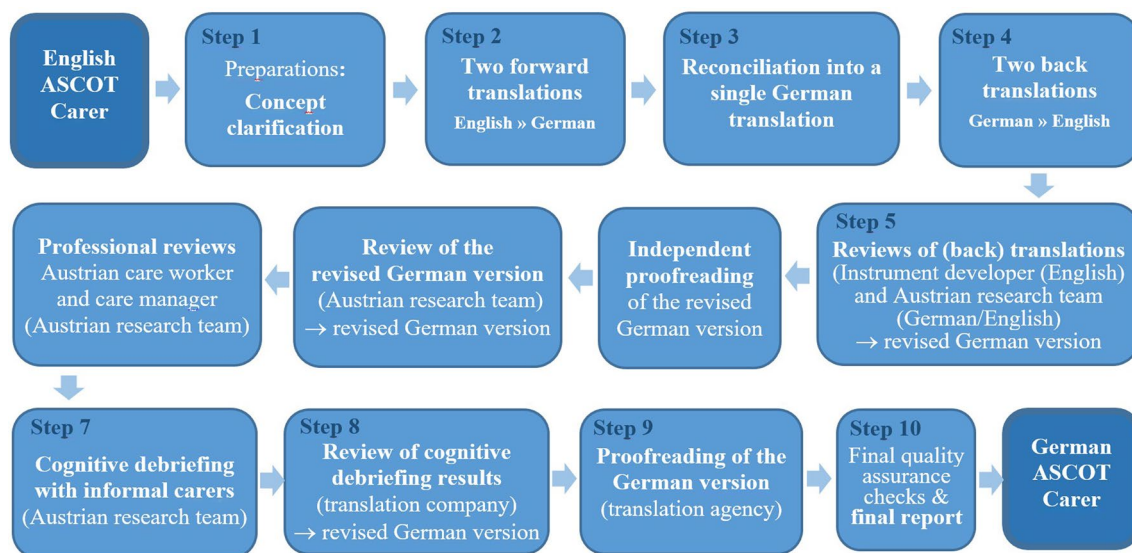 English
ASCOT
Carer
Step 1
Preparations:
Concept
clarification
Step 2
Two forward
translations
English » German
Step 3
Reconciliation into a
single German
translation
Step 4
Two back
translations
German » English
Step 5
Reviews of (back) translations
(Instrument developer (English)
and Austrian research team
(German/English)
→ revised German version
Independent
proofreading
of the revised
German version
Review of the
revised German version
(Austrian research team)
→ revised German version
Professional reviews
Austrian care worker
and care manager
(Austrian research team)
Step 7
Cognitive debriefing
with informal carers
(Austrian research team)
Step 8
Review of cognitive
debriefing results
(translation company)
→ revised German version
Step 9
Proofreading of the
German version
(translation agency)
Step 10
Final quality
assurance
checks &
final report
German
ASCOT
Carer